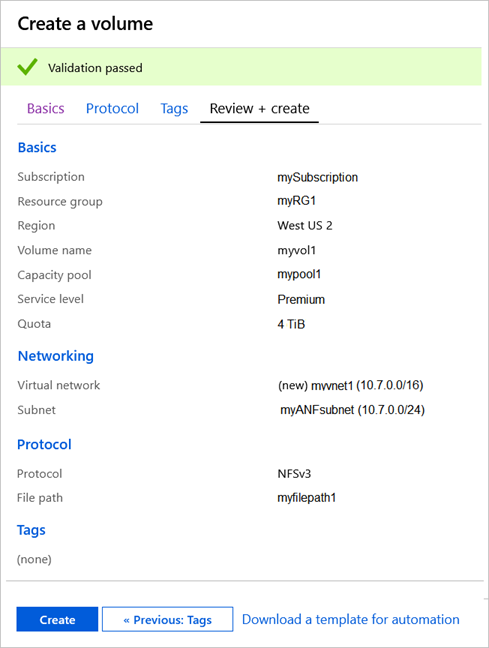 Create a volume
Validation passed
Basics Protocol Tags Review + create
Basics
Subscription mySubscription
Resource group myRG1
Region West US 2
Volume name myvol1
Capacity pool mypool1
Service level Premium
Quota 4 TiB
Networking
Virtual network (new) myvnet1 (10.7.0.0/16)
Subnet myANFsubnet (10.7.0.0/24)
Protocol
Protocol NFSv3
File path myfilepath1
Tags
(none)
Create « Previous: Tags Download a template for automation